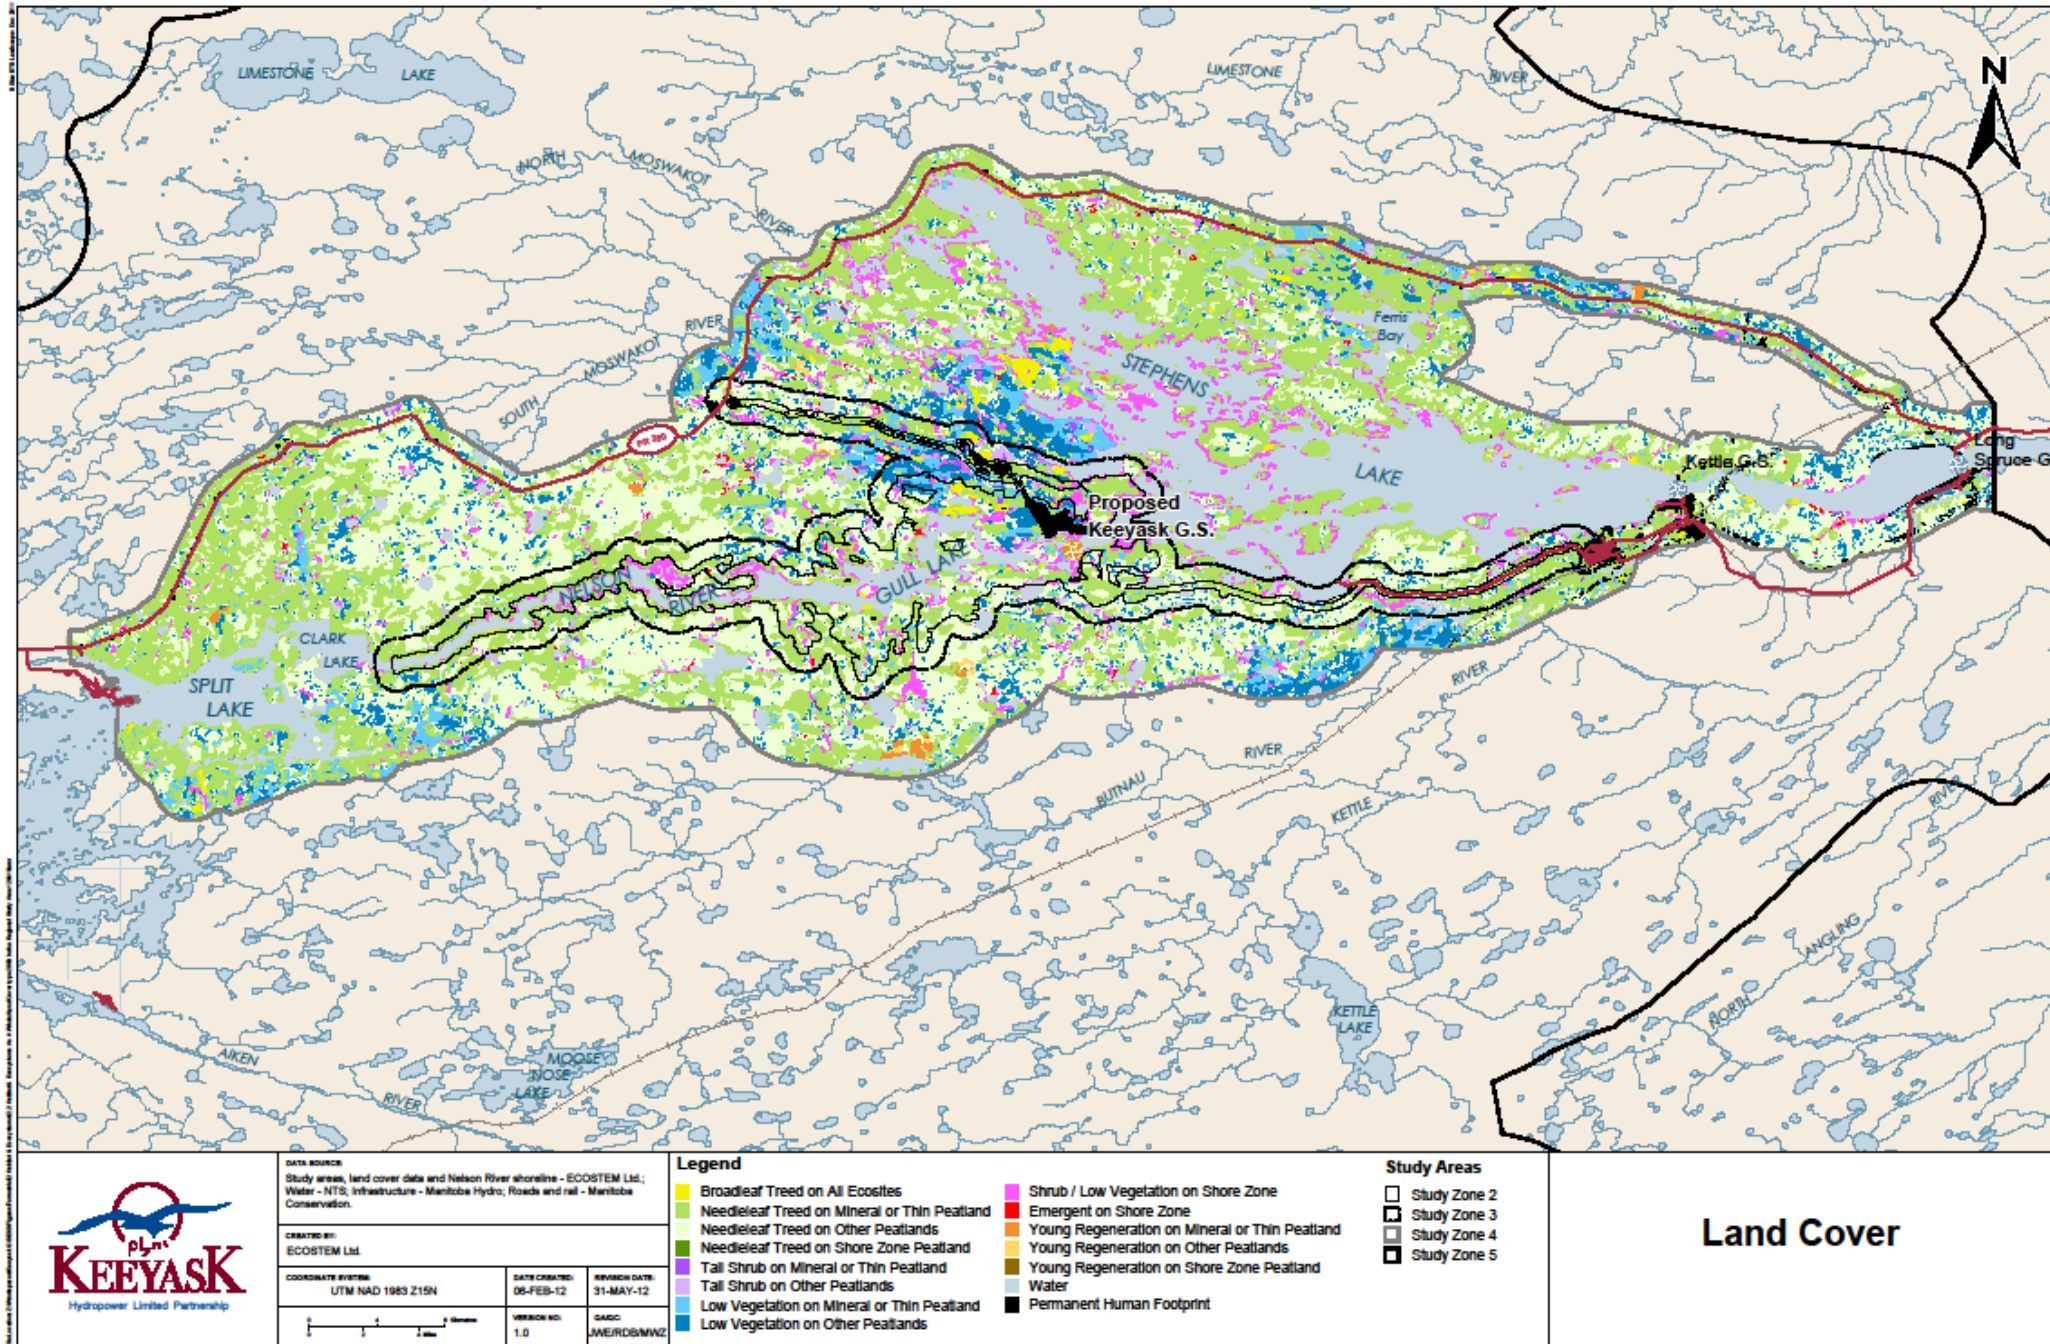 LIMESTONE LAKE
LIMESTONE RIVER
N
NORTH MOSWAKOT RIVER
SOUTH MOSWAKOT RIVER
PR 280
Ferris
Bay
STEPHENS LAKE
Long
Spruce G
Kettle G.S.
Proposed
Keeyask G.S.
NELSON RIVER
GULL LAKE
CLARK
LAKE
SPLIT
LAKE
BUTNAU RIVER
KETTLE RIVER
KETTLE
LAKE
NORTH ANGLING RIVER
AIKEN RIVER
MOOSE
NOSE
LAKE
KEEYASK
Hydropower Limited Partnership
DATA SOURCE:
Study areas, land cover data and Nelson River shoreline - ECOSTEM Ltd.;
Water - NTS; Infrastructure - Manitoba Hydro; Roads and rail - Manitoba
Conservation.
CREATED BY:
ECOSTEM Ltd.
COORDINATE SYSTEM:
UTM NAD 1983 Z15N
DATE CREATED:
06-FEB-12
REVISION DATE:
31-MAY-12
VERSION NO:
1.0
QA/QC:
JWE/RDB/MWZ
Legend
Broadleaf Treed on All Ecosites
Needleleaf Treed on Mineral or Thin Peatland
Needleleaf Treed on Other Peatlands
Needleleaf Treed on Shore Zone Peatland
Tall Shrub on Mineral or Thin Peatland
Tall Shrub on Other Peatlands
Low Vegetation on Mineral or Thin Peatland
Low Vegetation on Other Peatlands
Shrub / Low Vegetation on Shore Zone
Emergent on Shore Zone
Young Regeneration on Mineral or Thin Peatland
Young Regeneration on Other Peatlands
Young Regeneration on Shore Zone Peatland
Water
Permanent Human Footprint
Study Areas
Study Zone 2
Study Zone 3
Study Zone 4
Study Zone 5
Land Cover